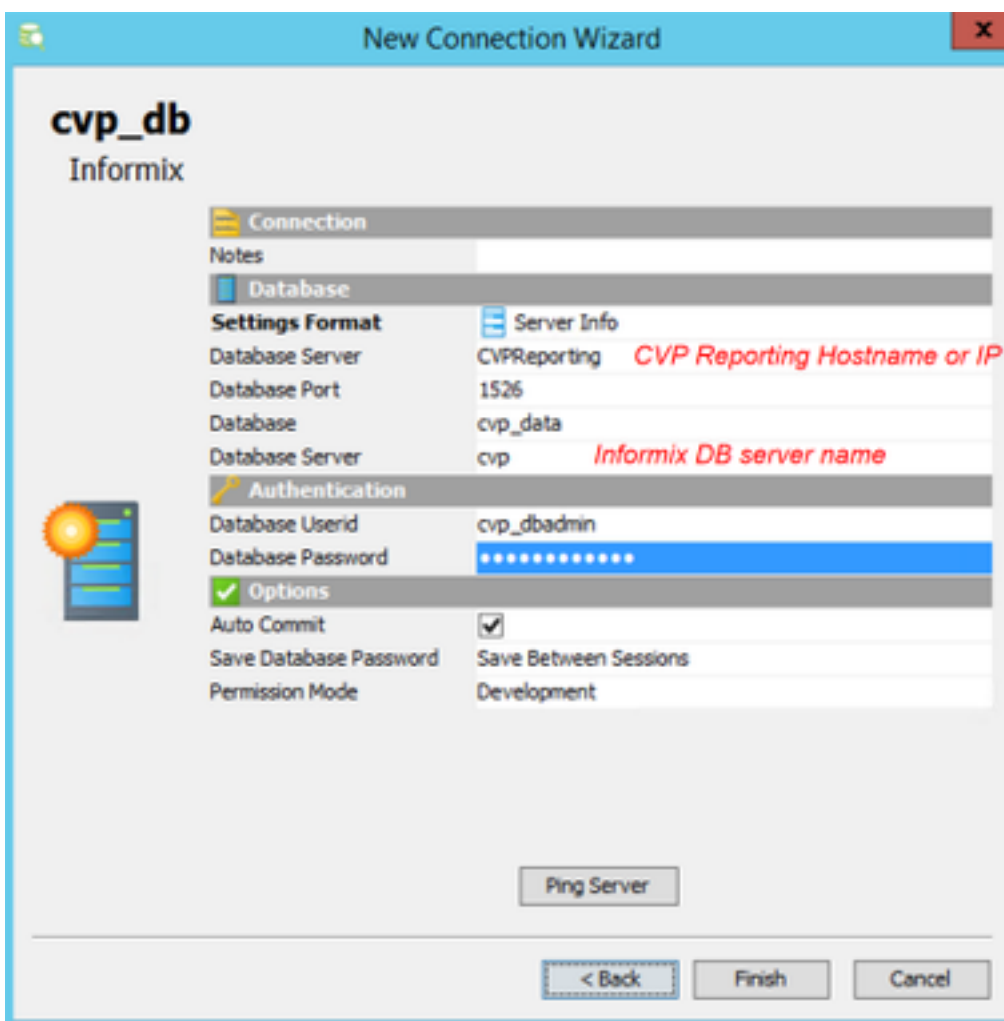 New Connection Wizard
x
cvp_db
Informix
Connection
Notes
Database
Settings Format Server Info
Database Server CVPReporting CVP Reporting Hostname or IP
Database Port 1526
Database cvp_data
Database Server cvp Informix DB server name
Authentication
Database Userid cvp_dbadmin
Database Password ••••••••••••
Options
Auto Commit
Save Database Password Save Between Sessions
Permission Mode Development
Ping Server
< Back Finish Cancel